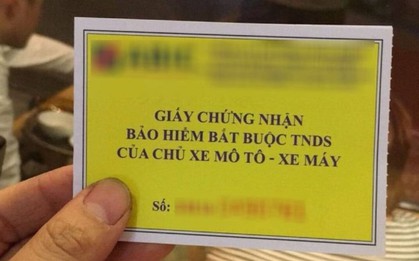 GIẤY CHỨNG NHẬN
BẢO HIỂM BẮT BUỘC TNDS
CỦA CHỦ XE MÔ TÔ - XE MÁY
Số: